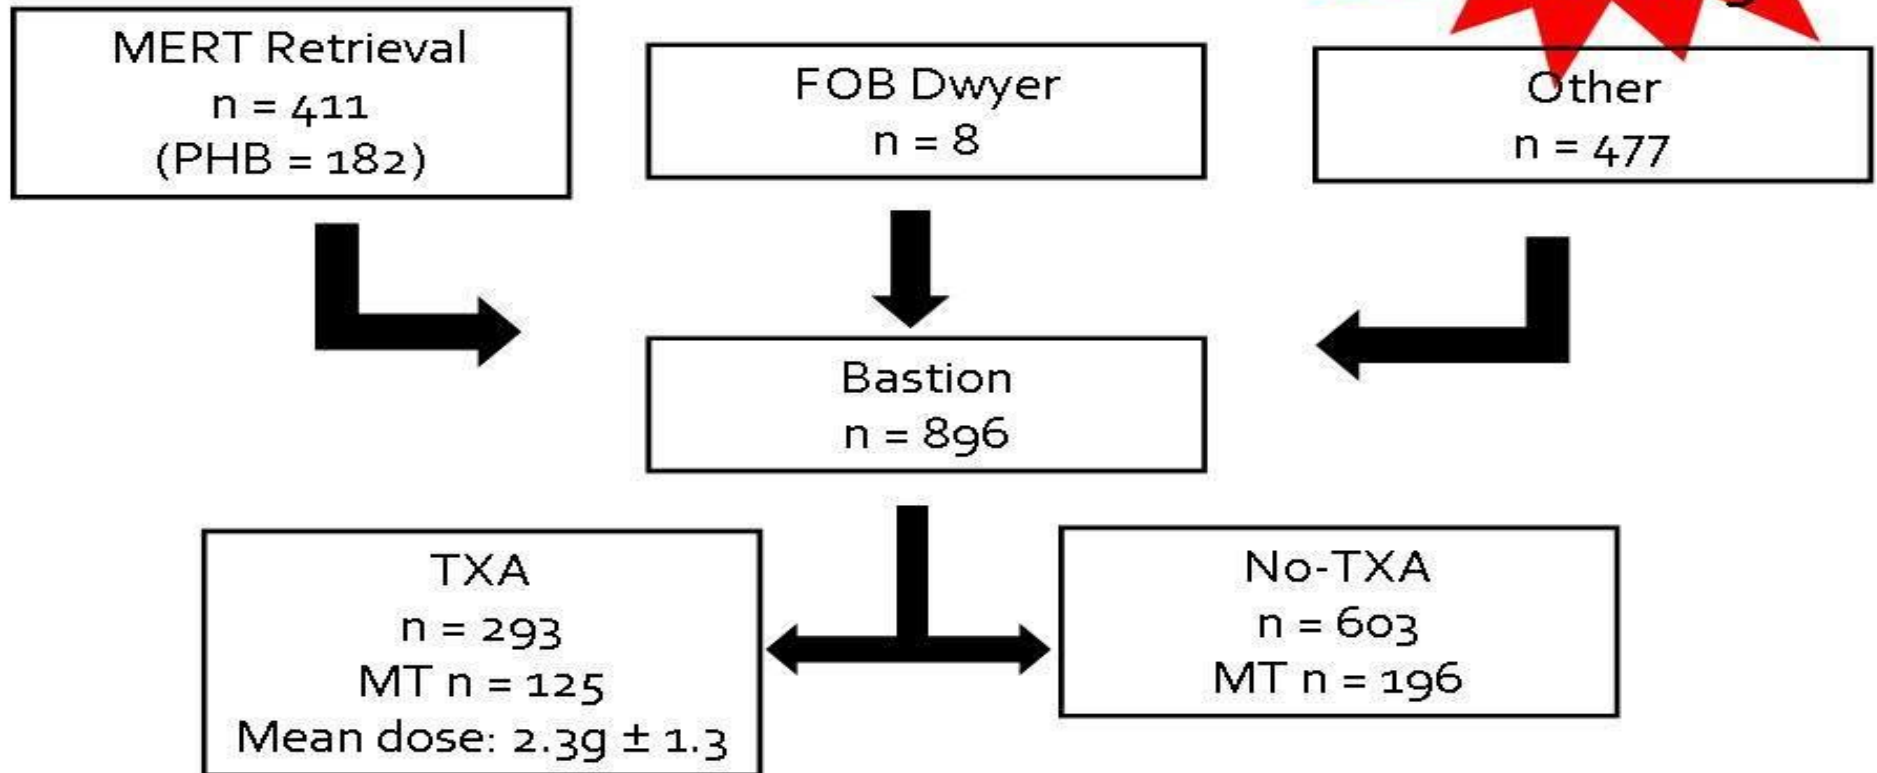 MERT Retrieval
n = 411
(PHB = 182)
FOB Dwyer
n = 8
Other
n = 477
Bastion
n = 896
TXA
n = 293
MT n = 125
Mean dose: 2.3g ± 1.3
No-TXA
n = 603
MT n = 196